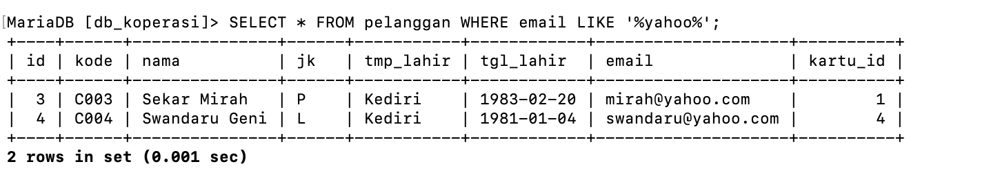 MariaDB [db_koperasi]> SELECT * FROM pelanggan WHERE email LIKE '%yahoo%';
+----+------+---------------+------+-----------+------------+--------------------+----------+
| id | kode | nama          | jk   | tmp_lahir | tgl_lahir  | email              | kartu_id |
+----+------+---------------+------+-----------+------------+--------------------+----------+
|  3 | C003 | Sekar Mirah   | P    | Kediri    | 1983-02-20 | mirah@yahoo.com    |        1 |
|  4 | C004 | Swandaru Geni | L    | Kediri    | 1981-01-04 | swandaru@yahoo.com |        4 |
+----+------+---------------+------+-----------+------------+--------------------+----------+
2 rows in set (0.001 sec)